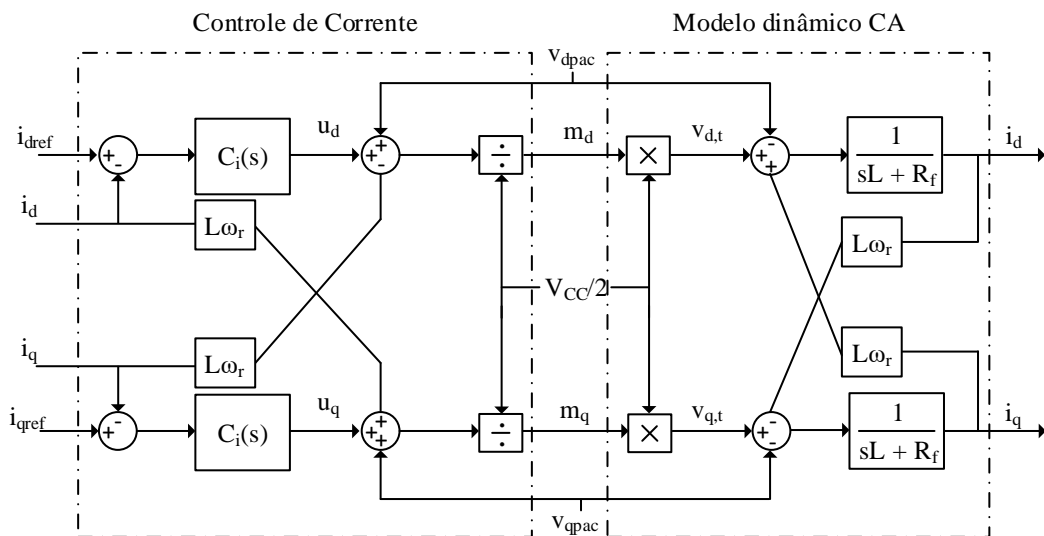 Controle de Corrente
Modelo dinâmico CA
v_dpac
i_dref
+
-
C_i(s)
u_d
+
+
-
÷
m_d
×
v_d,t
-
+
+
1
sL + R_f
i_d
i_d
Lω_r
Lω_r
V_CC/2
i_q
Lω_r
Lω_r
i_qref
+
-
C_i(s)
u_q
+
+
+
÷
m_q
×
v_q,t
+
-
-
1
sL + R_f
i_q
v_qpac